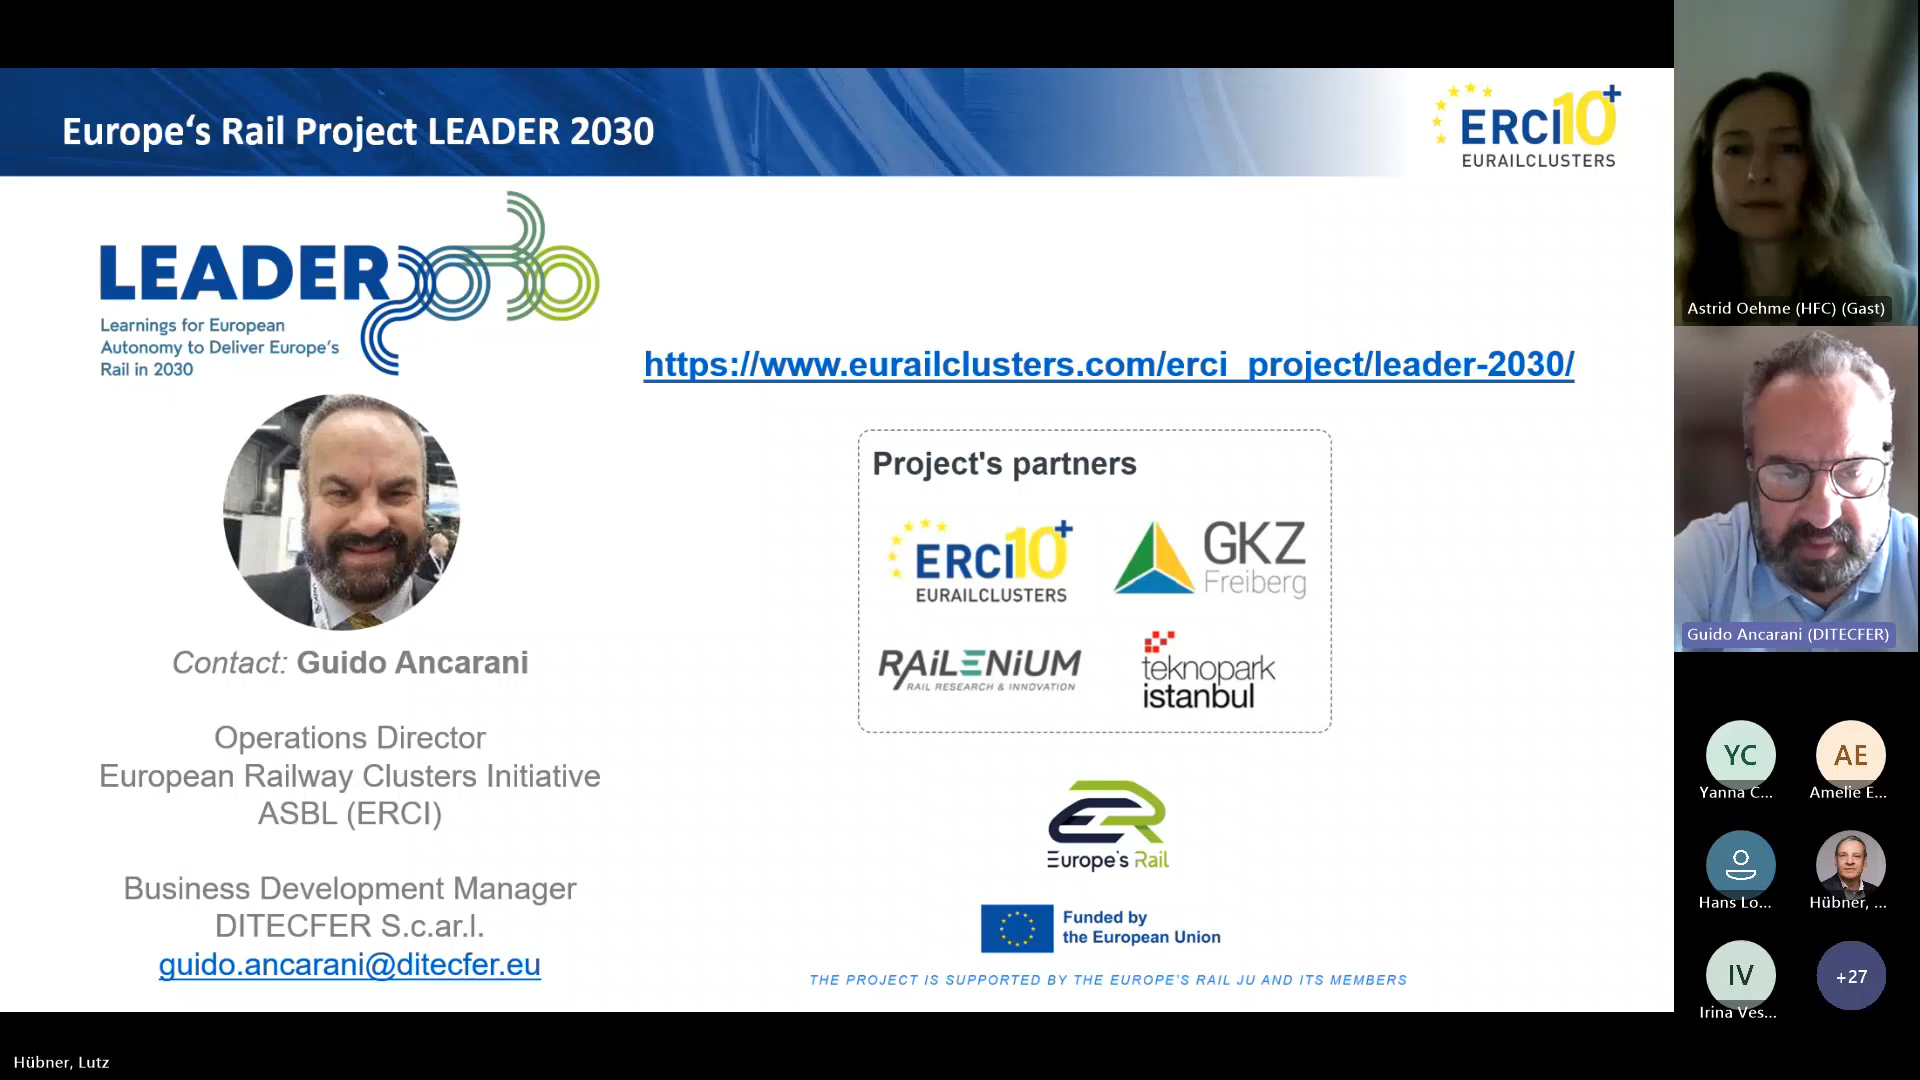 Europe‘s Rail Project LEADER 2030
ERCI10+
EURAILCLUSTERS
LEADER 2030
Learnings for European
Autonomy to Deliver Europe's
Rail in 2030
https://www.eurailclusters.com/erci_project/leader-2030/
Contact: Guido Ancarani
Operations Director
European Railway Clusters Initiative
ASBL (ERCI)
Business Development Manager
DITECFER S.c.ar.l.
guido.ancarani@ditecfer.eu
Project's partners
ERCI10+
EURAILCLUSTERS
GKZ
Freiberg
RAiLENiUM
RAIL RESEARCH & INNOVATION
teknopark
istanbul
Europe's Rail
Funded by
the European Union
THE PROJECT IS SUPPORTED BY THE EUROPE'S RAIL JU AND ITS MEMBERS
Astrid Oehme (HFC) (Gast)
Guido Ancarani (DITECFER)
YC
Yanna C...
AE
Amelie E...
Hans Lo...
Hübner, ...
IV
Irina Ves...
+27
Hübner, Lutz